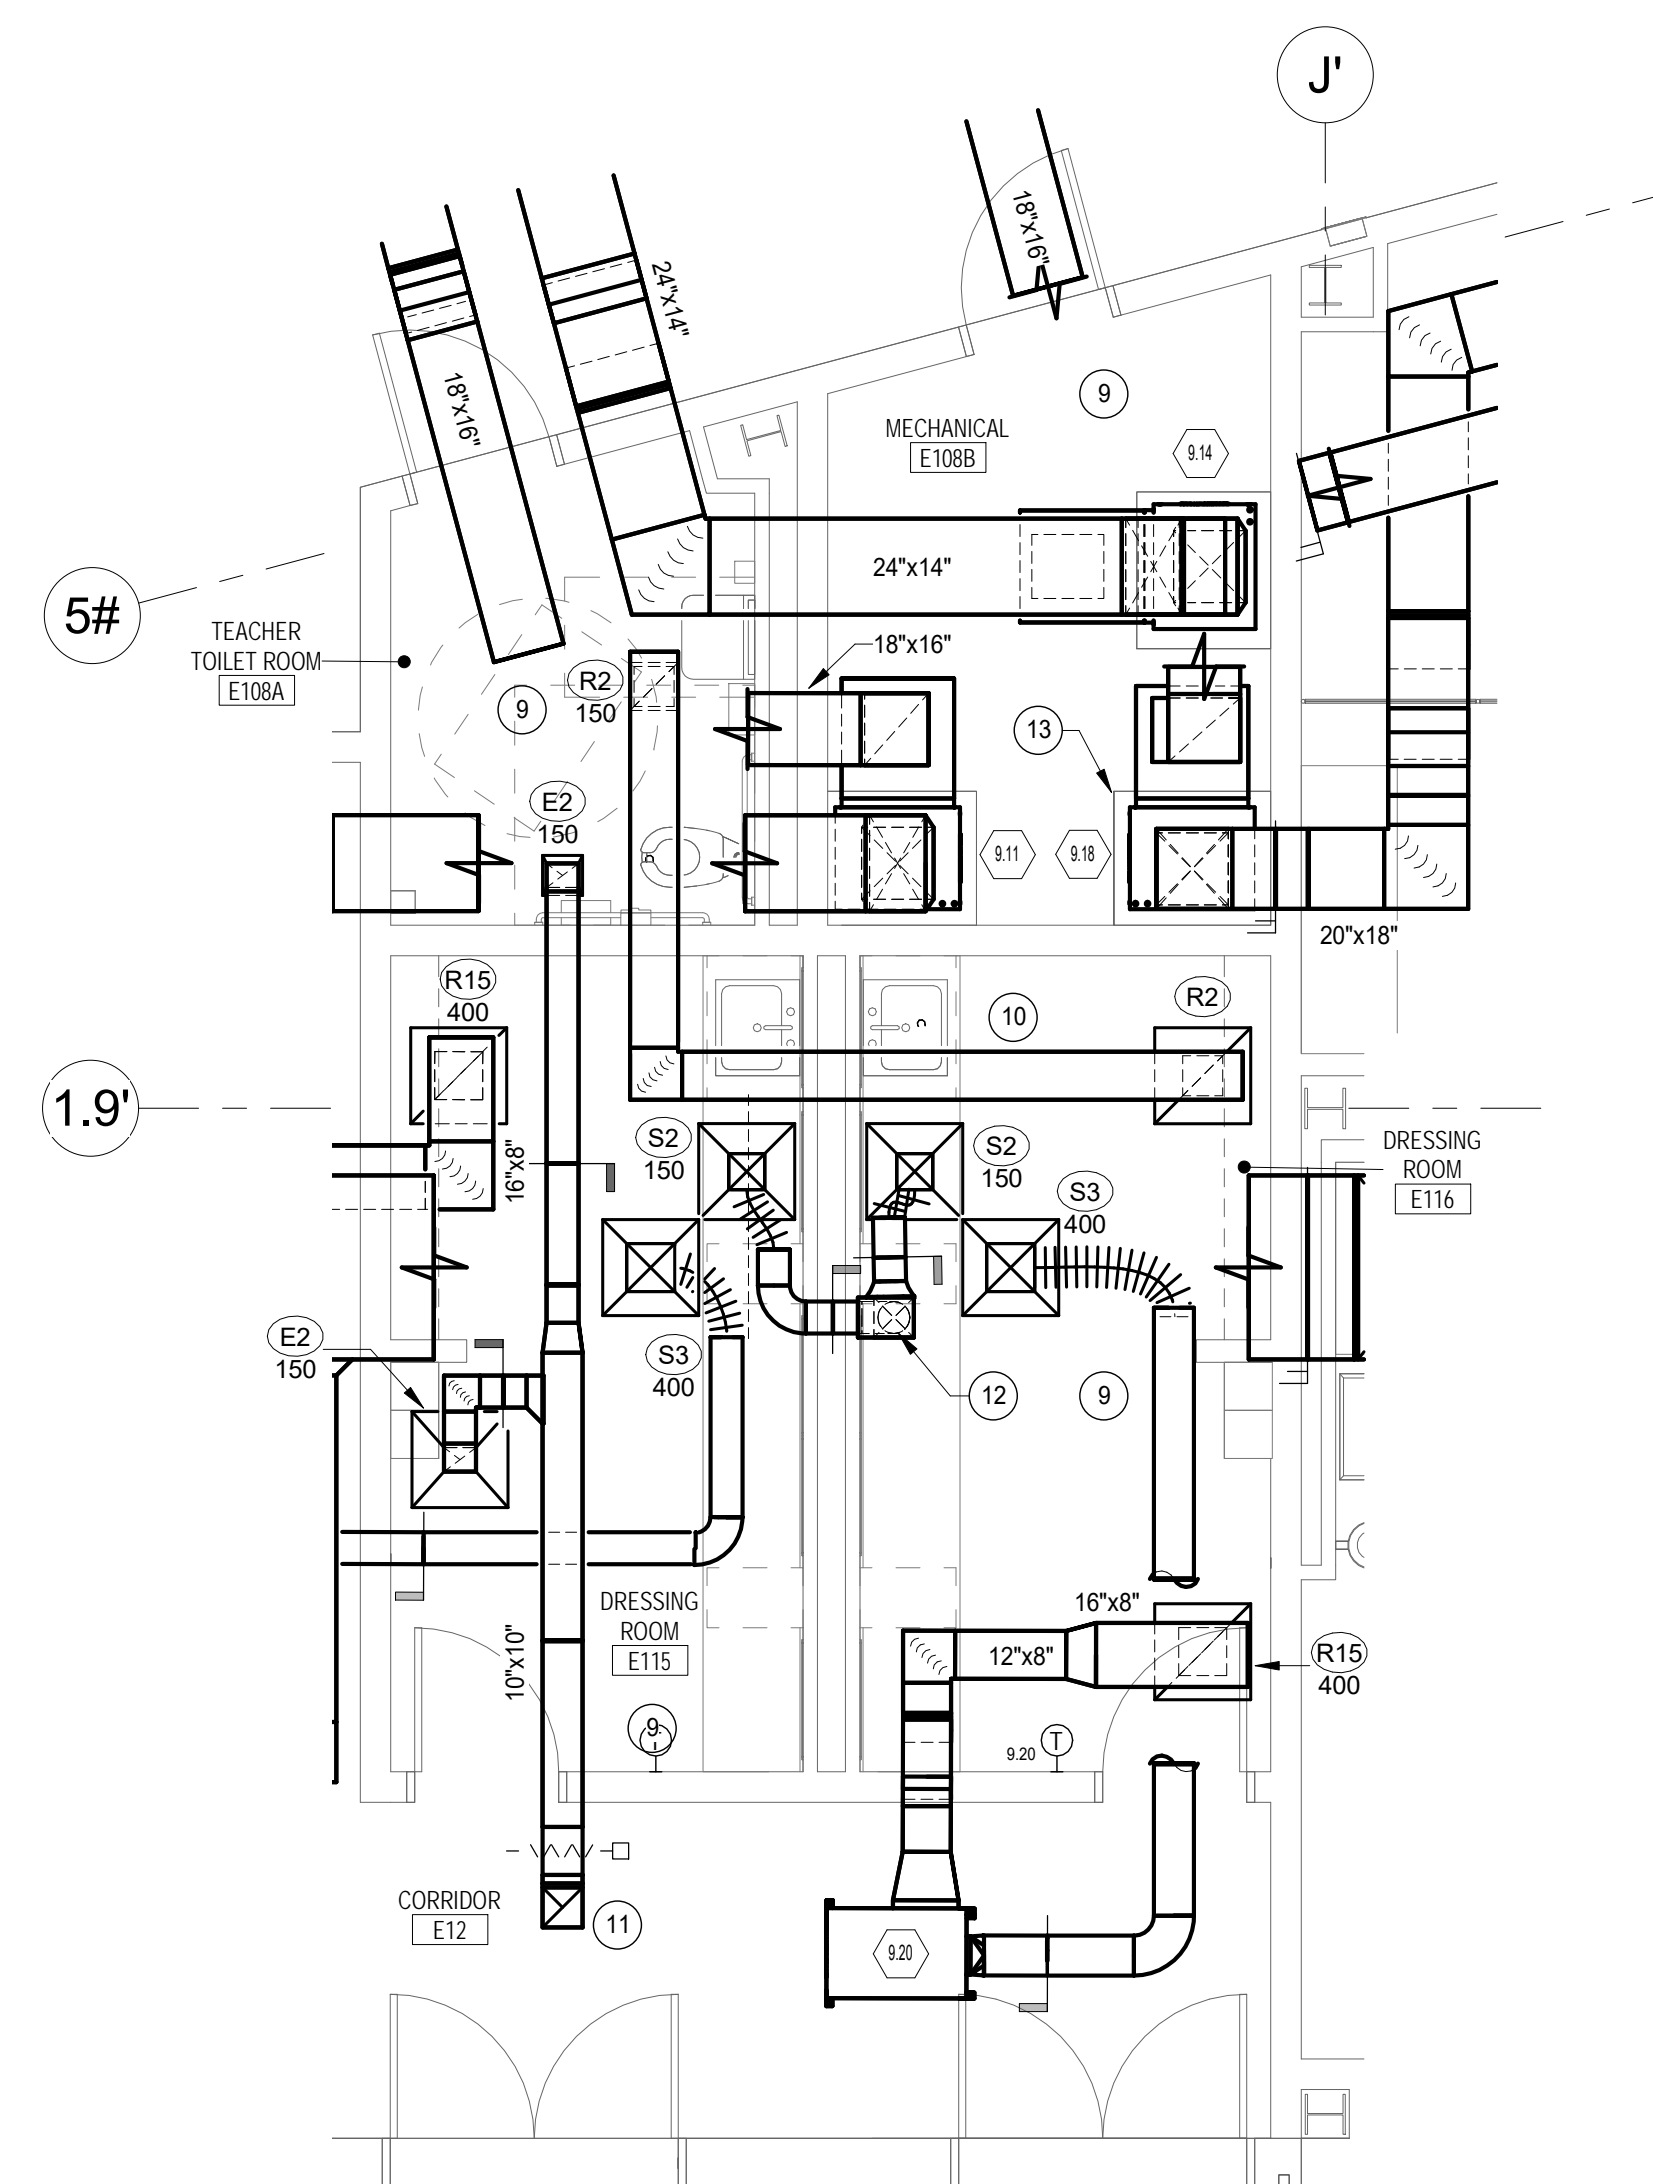 J'
18"x16"
24"x14"
18"x16"
9
MECHANICAL
E108B
9.14
24"x14"
5#
TEACHER
TOILET ROOM
E108A
18"x16"
R2
150
9
13
E2
150
9.11
9.18
20"x18"
R15
400
10
R2
1.9'
16"x8"
S2
150
S2
150
DRESSING
ROOM
E116
S3
400
E2
150
S3
400
12
9
DRESSING
ROOM
E115
16"x8"
10"x10"
12"x8"
R15
400
9.
9.20
T
CORRIDOR
E12
11
9.20